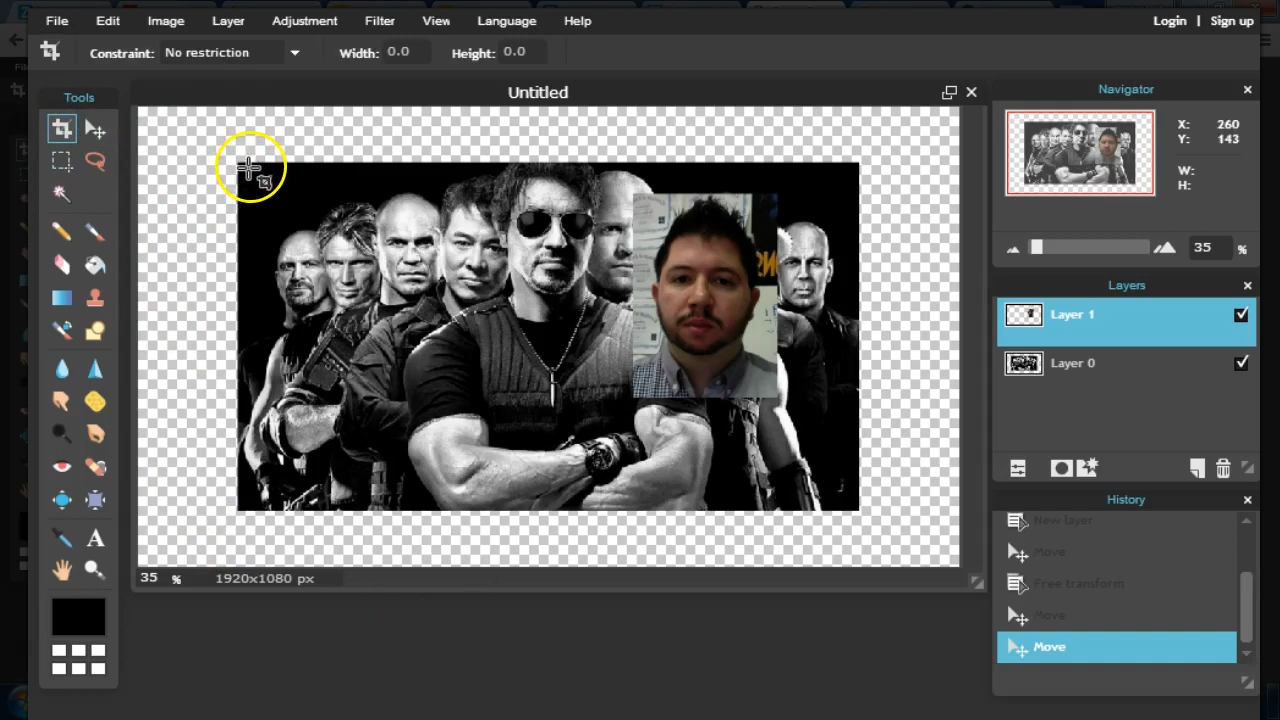 File Edit Image Layer Adjustment Filter View Language Help Login | Sign up
Constraint: No restriction Width: 0.0 Height: 0.0
Tools
Untitled
Navigator
X: 260
Y: 143
W:
H:
35 %
Layers
Layer 1
Layer 0
History
New layer
Move
Free transform
Move
Move
35 % 1920x1080 px